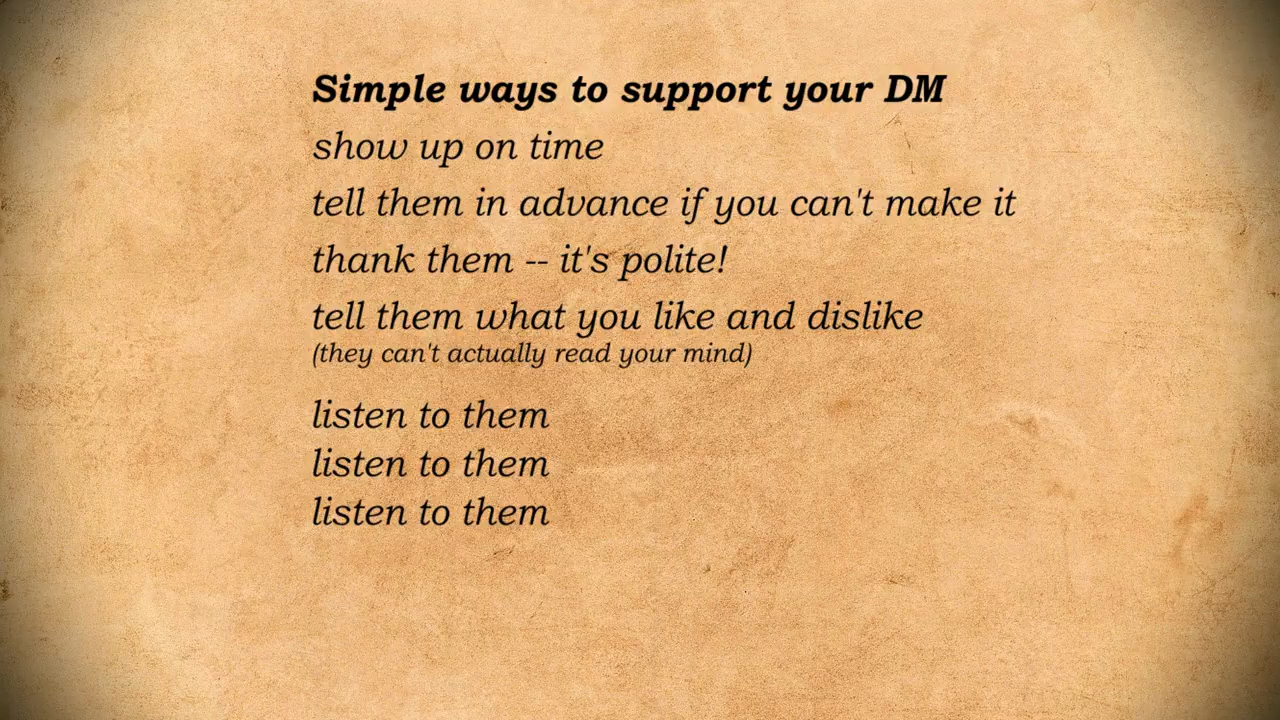 Simple ways to support your DM
show up on time
tell them in advance if you can't make it
thank them -- it's polite!
tell them what you like and dislike
(they can't actually read your mind)
listen to them
listen to them
listen to them